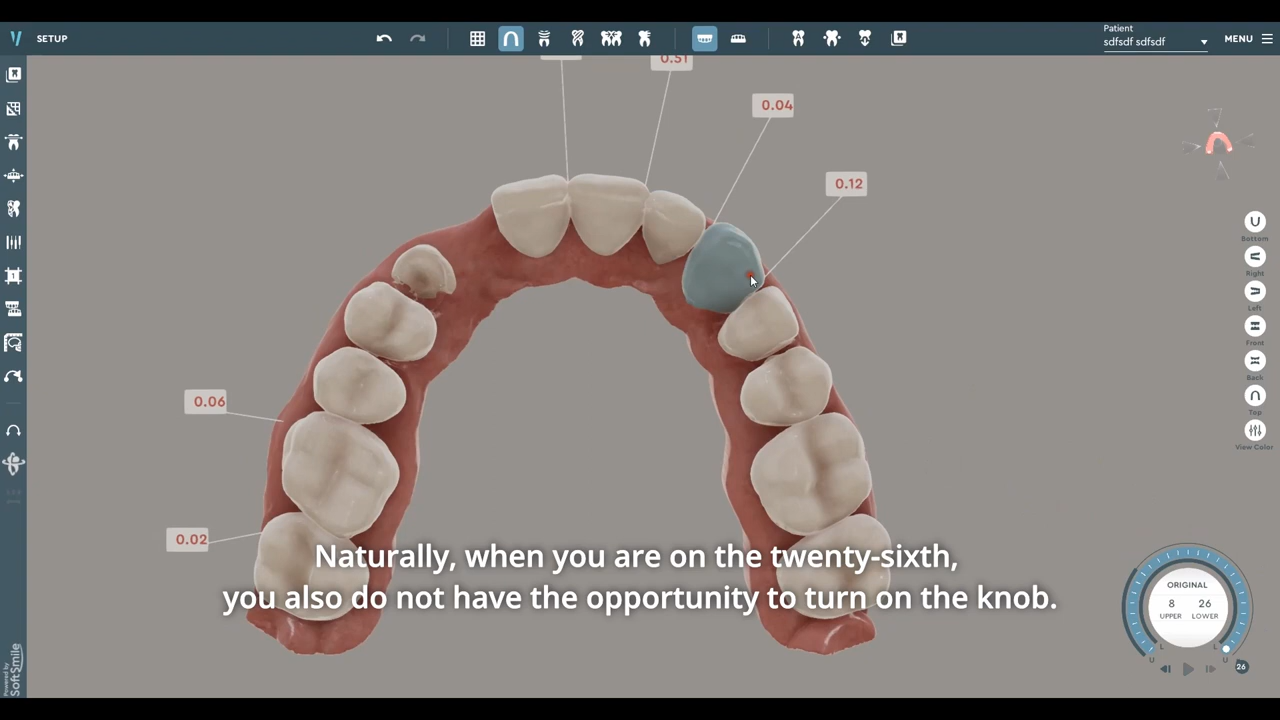 SETUP
Patient
sdfsdf sdfsdf
MENU
0.51
0.04
0.12
0.06
0.02
Bottom
Right
Left
Front
Back
Top
View Color
Naturally, when you are on the twenty-sixth,
you also do not have the opportunity to turn on the knob.
ORIGINAL
8 26
UPPER LOWER
L L
U U
26
Powered by
SoftSmile